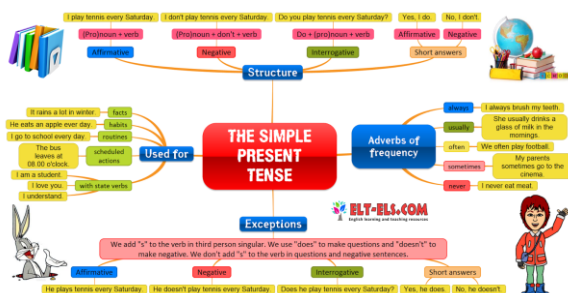 I play tennis every Saturday.
I don't play tennis every Saturday.
Do you play tennis every Saturday?
Yes, I do.
No, I don't.
(Pro)noun + verb
(Pro)noun + don't + verb
Do + (pro)noun + verb
Affirmative
Negative
Affirmative
Negative
Interrogative
Short answers
Structure
It rains a lot in winter.
facts
He eats an apple ever day.
habits
I go to school every day.
routines
The bus
leaves at
08.00 o'clock.
scheduled
actions
I am a student.
I love you.
with state verbs
I understand.
Used for
THE SIMPLE
PRESENT
TENSE
Adverbs of
frequency
always
I always brush my teeth.
usually
She usually drinks a
glass of milk in the
mornings.
often
We often play football.
sometimes
My parents
sometimes go to the
cinema.
never
I never eat meat.
ELT-ELS.COM
English learning and teaching resources
Exceptions
We add "s" to the verb in third person singular. We use "does" to make questions and "doesn't" to
make negative. We don't add "s" to the verb in questions and negative sentences.
Affirmative
Negative
Interrogative
Short answers
He plays tennis every Saturday.
He doesn't play tennis every Saturday.
Does he play tennis every Saturday?
Yes, he does.
No, he doesn't.